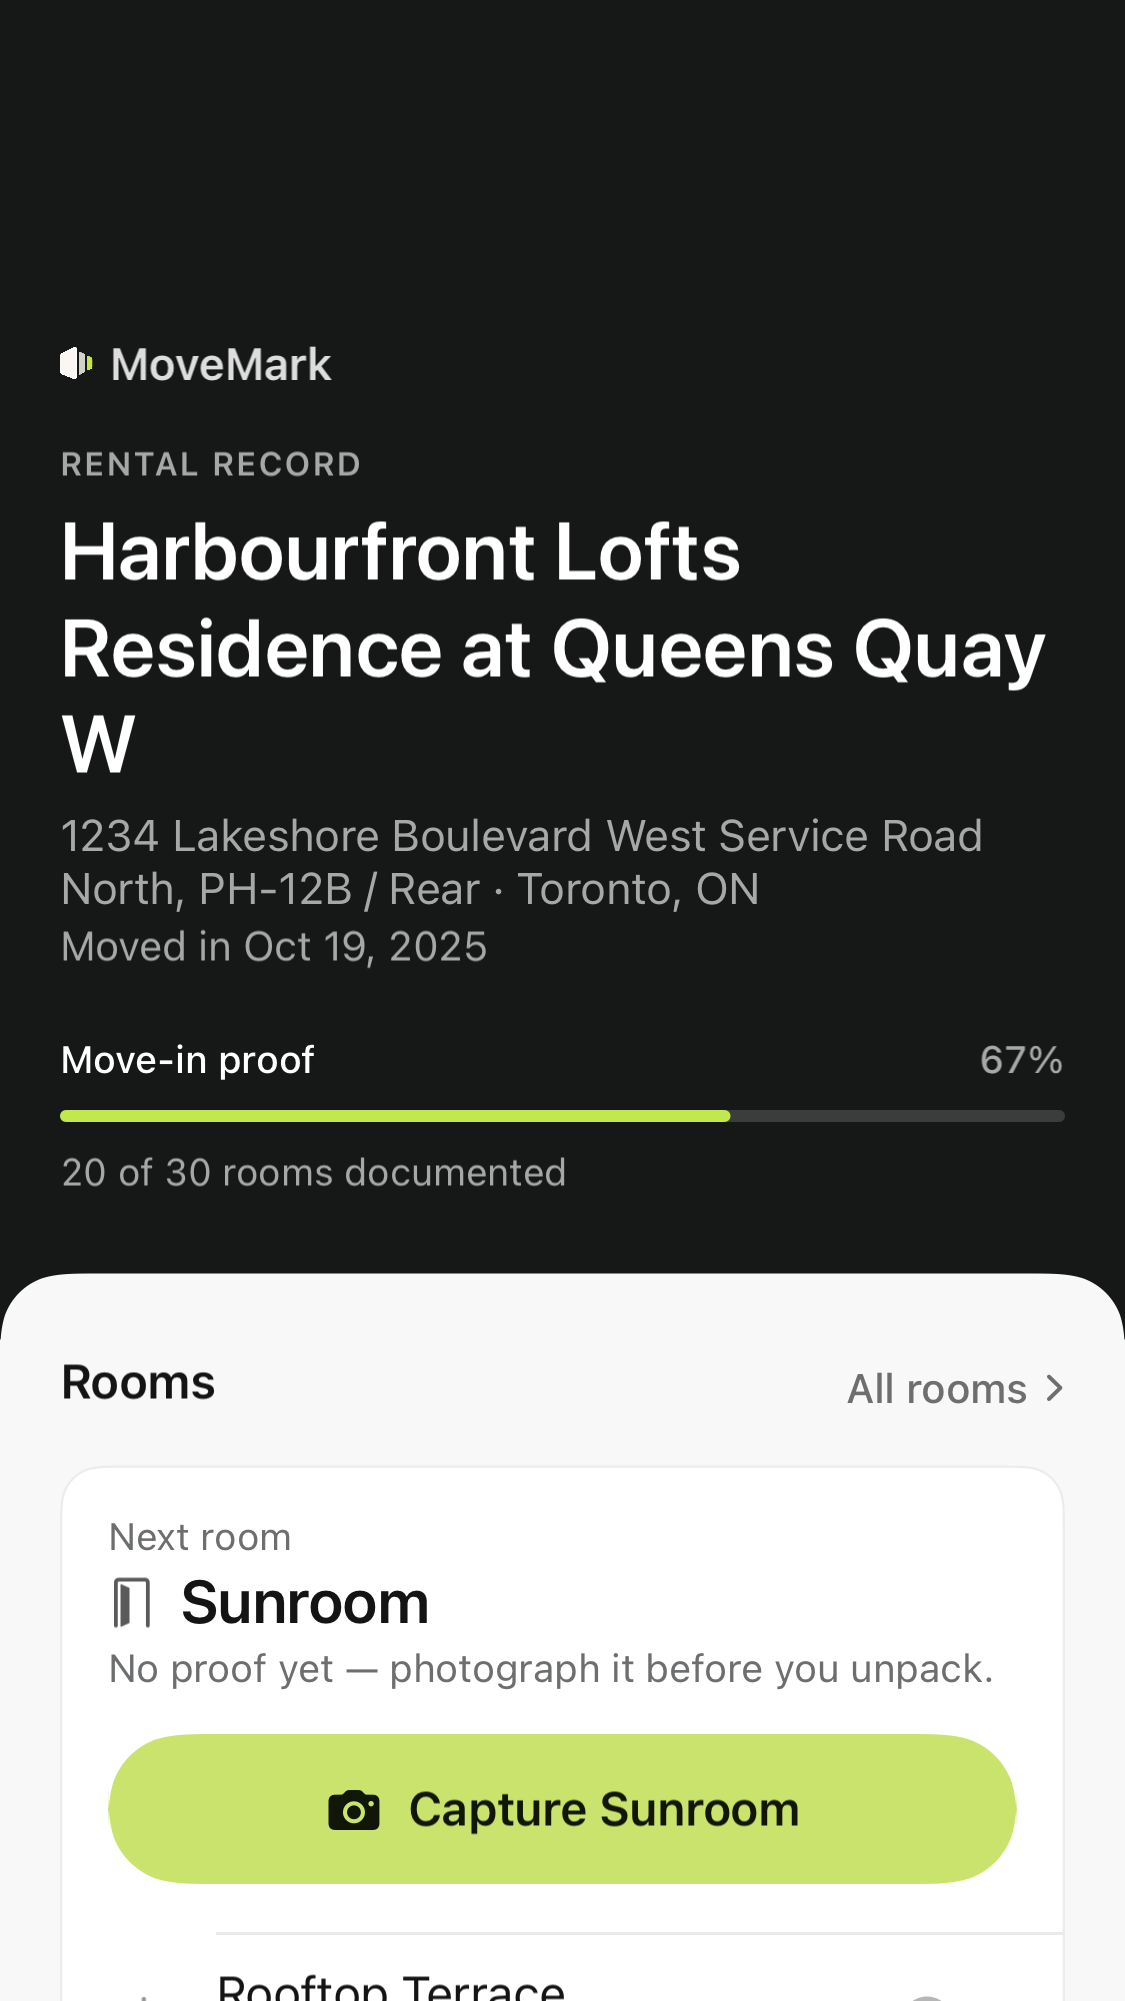 MoveMark
RENTAL RECORD
Harbourfront Lofts
Residence at Queens Quay
W
1234 Lakeshore Boulevard West Service Road
North, PH-12B / Rear · Toronto, ON
Moved in Oct 19, 2025
Move-in proof 67%
20 of 30 rooms documented
Rooms All rooms
Next room
Sunroom
No proof yet — photograph it before you unpack.
Capture Sunroom
Rooftop Terrace